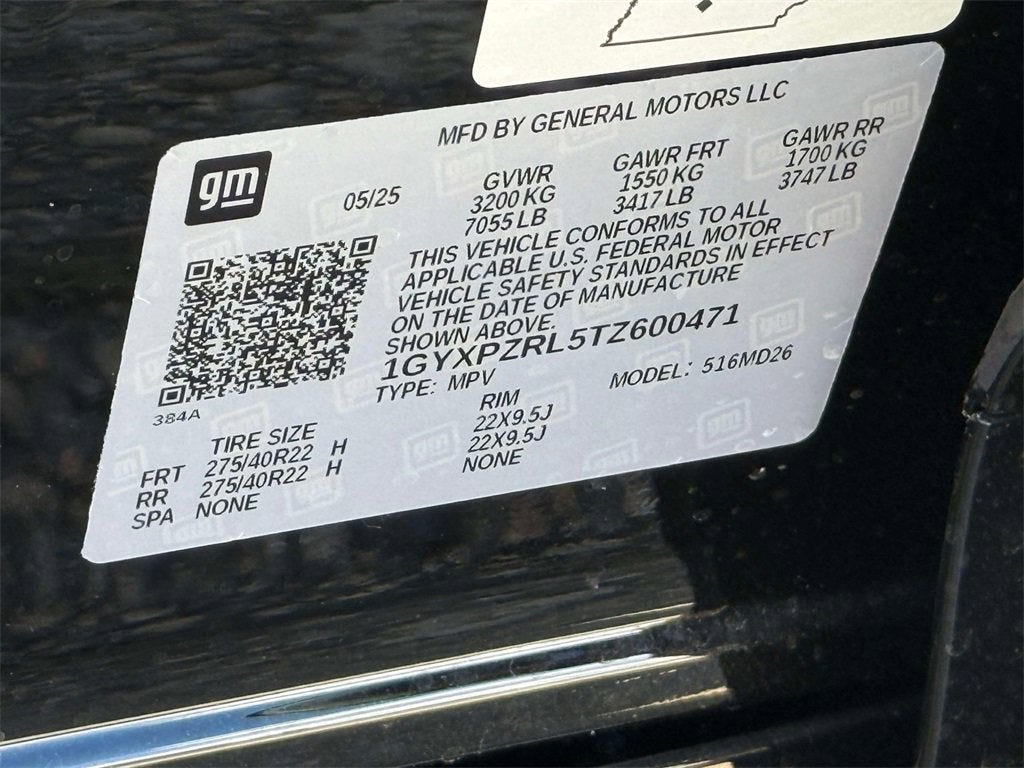 MFD BY GENERAL MOTORS LLC
gm
05/25
GVWR
3200 KG
7055 LB
GAWR FRT
1550 KG
3417 LB
GAWR RR
1700 KG
3747 LB
THIS VEHICLE CONFORMS TO ALL
APPLICABLE U.S. FEDERAL MOTOR
VEHICLE SAFETY STANDARDS IN EFFECT
ON THE DATE OF MANUFACTURE
SHOWN ABOVE.
1GYXPZRL5TZ600471
TYPE: MPV MODEL: 516MD26
384A
TIRE SIZE RIM
FRT 275/40R22 H 22X9.5J
RR 275/40R22 H 22X9.5J
SPA NONE NONE